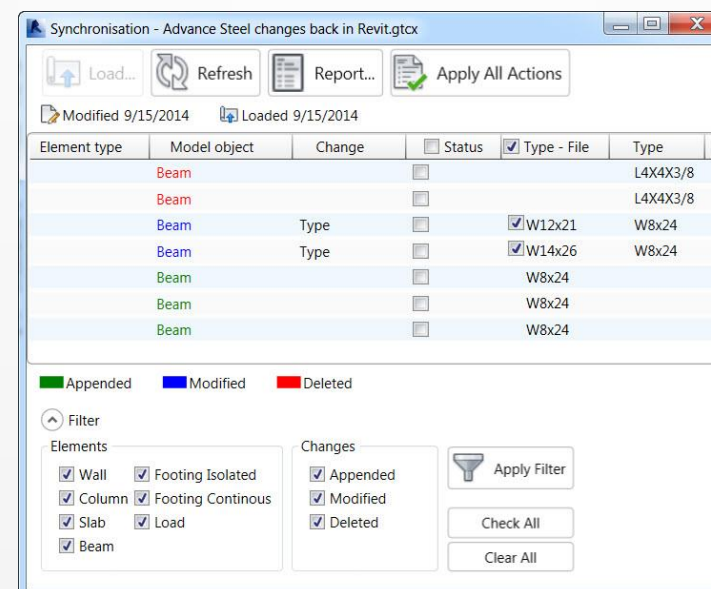 Synchronisation - Advance Steel changes back in Revit.gtcx
Load... Refresh Report... Apply All Actions
Modified 9/15/2014 Loaded 9/15/2014
Element type Model object Change Status Type - File Type
Beam L4X4X3/8
Beam L4X4X3/8
Beam Type W12x21 W8x24
Beam Type W14x26 W8x24
Beam W8x24
Beam W8x24
Beam W8x24
Appended Modified Deleted
Filter
Elements
Wall Footing Isolated
Column Footing Continous
Slab Load
Beam
Changes
Appended
Modified
Deleted
Apply Filter
Check All
Clear All